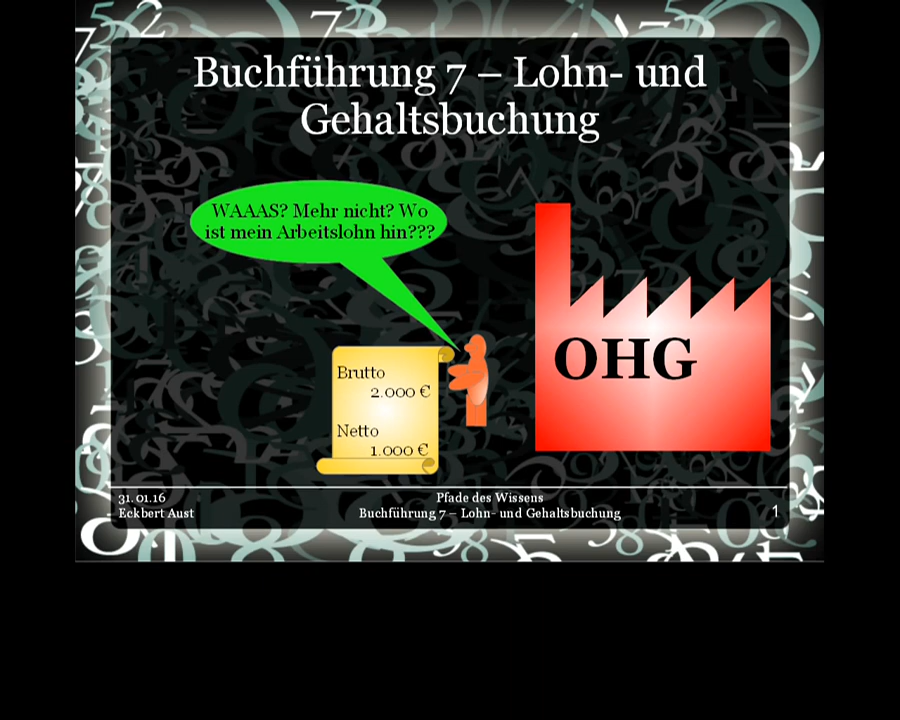 Buchführung 7 – Lohn- und
Gehaltsbuchung
WAAAS? Mehr nicht? Wo
ist mein Arbeitslohn hin???
OHG
Brutto
2.000 €
Netto
1.000 €
31.01.16
Eckbert Aust
Pfade des Wissens
Buchführung 7 – Lohn- und Gehaltsbuchung
1